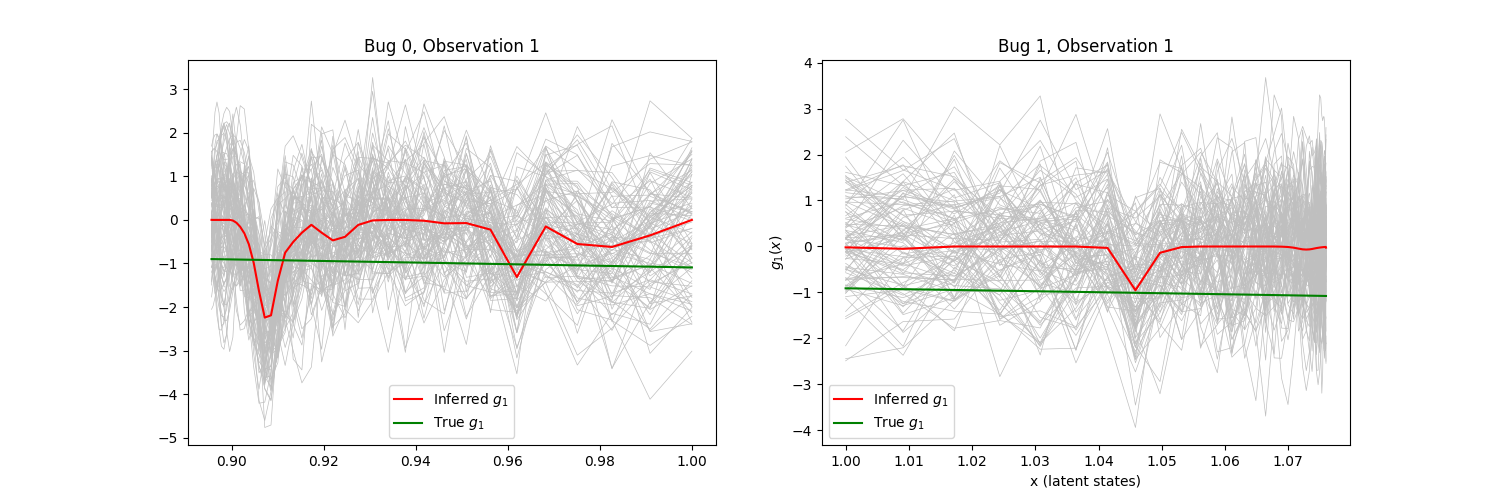 Bug 0, Observation 1
3
2
1
0
−1
−2
−3
−4
−5
0.90 0.92 0.94 0.96 0.98 1.00
Inferred g₁
True g₁
Bug 1, Observation 1
g₁(x)
4
3
2
1
0
−1
−2
−3
−4
1.00 1.01 1.02 1.03 1.04 1.05 1.06 1.07
x (latent states)
Inferred g₁
True g₁